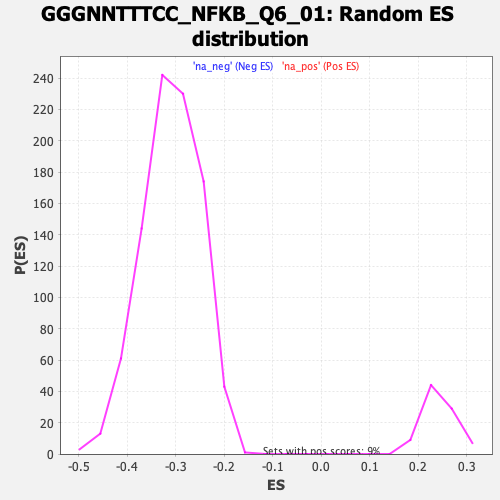 GGGNNTTTCC_NFKB_Q6_01: Random ES
distribution
'na_neg' (Neg ES) 'na_pos' (Pos ES)
240
220
200
180
160
140
120
100
80
60
40
20
0
P(ES)
Sets with pos scores: 9%
-0.5 -0.4 -0.3 -0.2 -0.1 0.0 0.1 0.2 0.3
ES